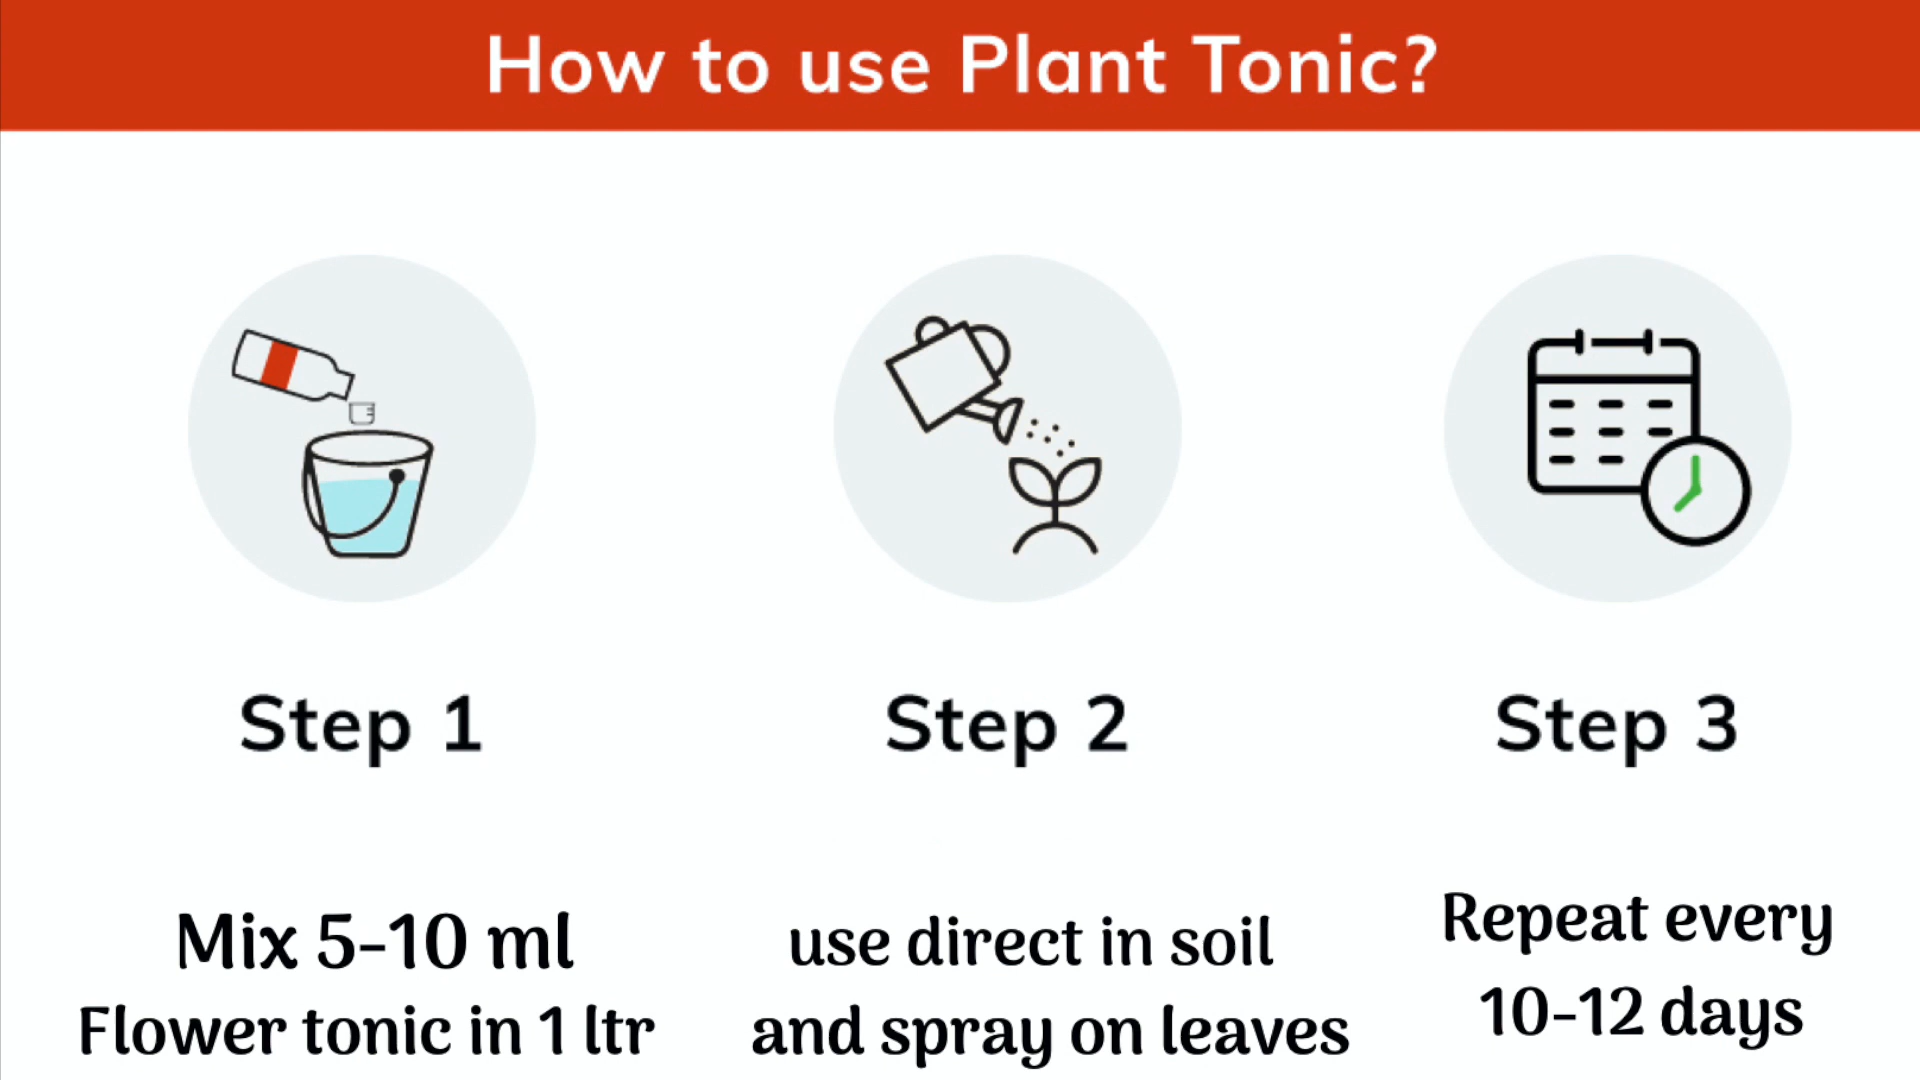 How to use Plant Tonic?
Step 1
Mix 5-10 ml
Flower tonic in 1 ltr
Step 2
use direct in soil
and spray on leaves
Step 3
Repeat every
10-12 days